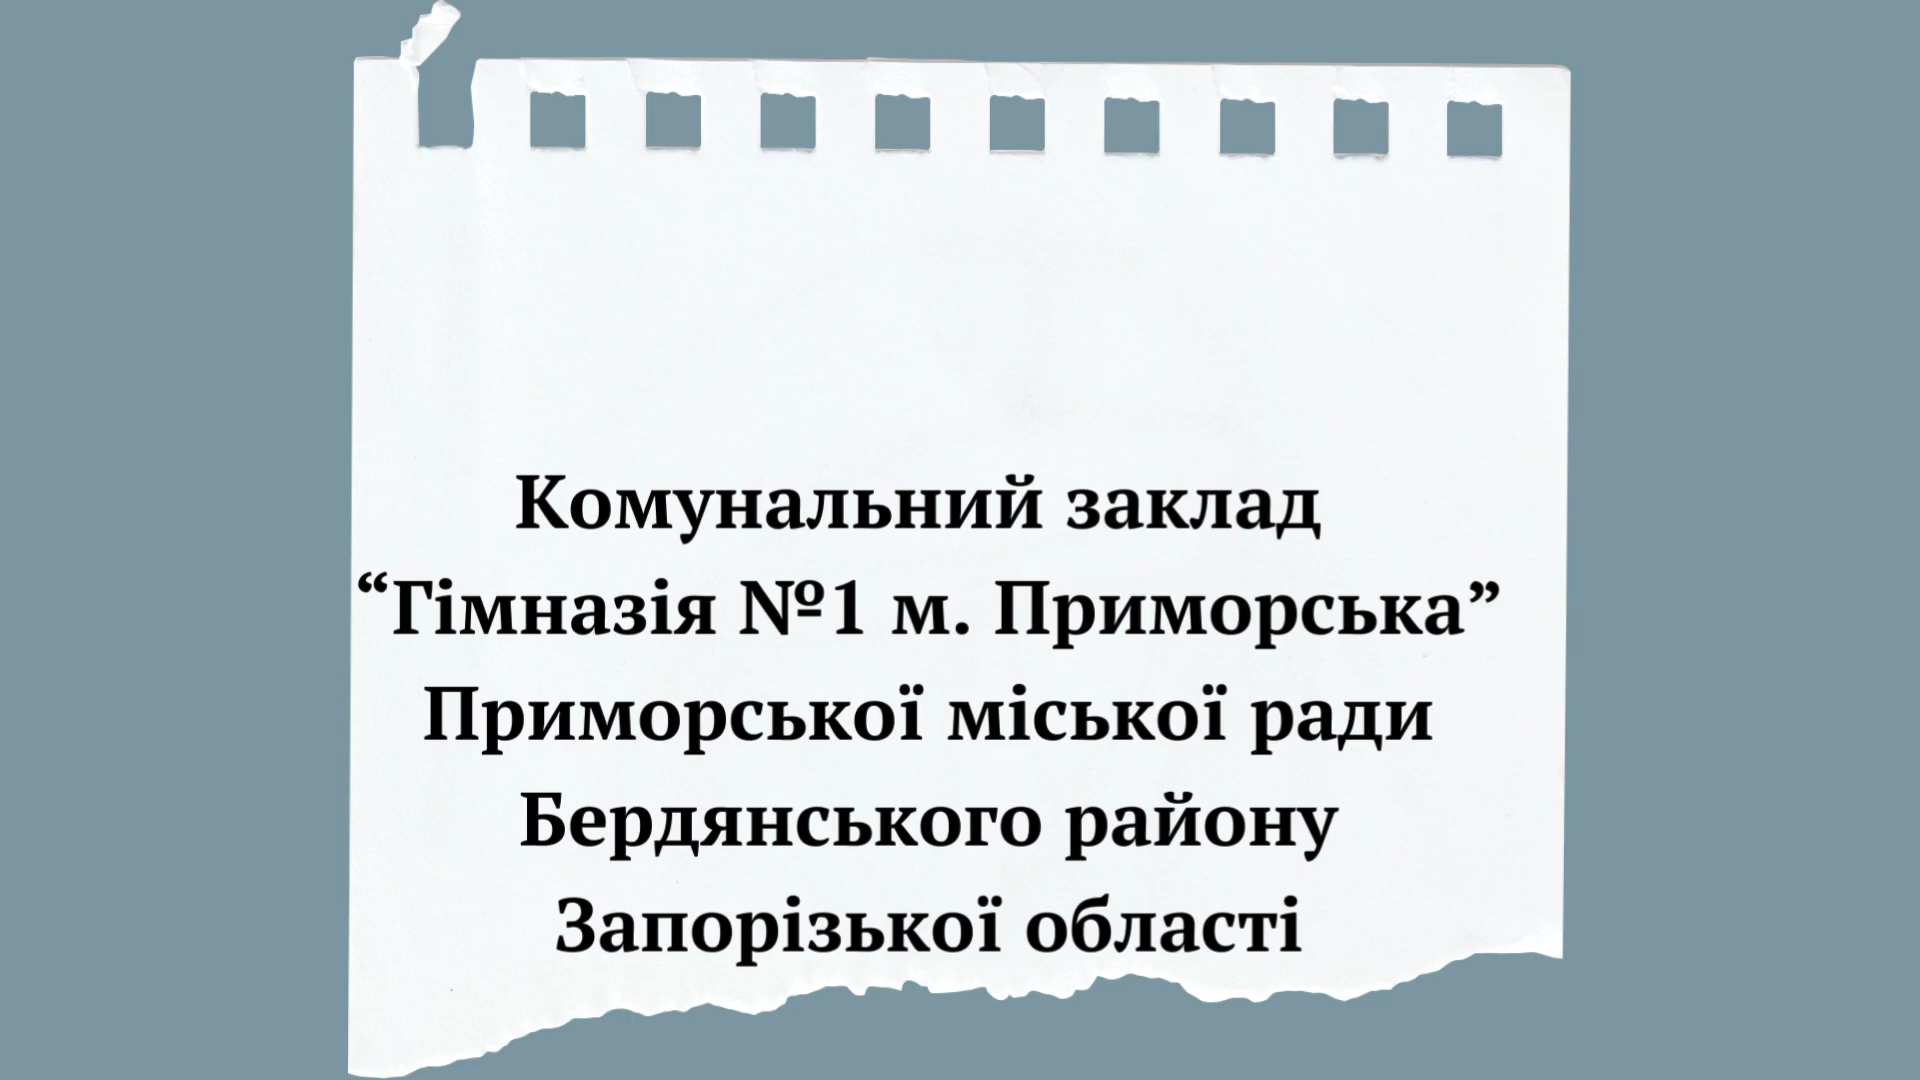 Комунальний заклад
“Гімназія №1 м. Приморська”
Приморської міської ради
Бердянського району
Запорізької області